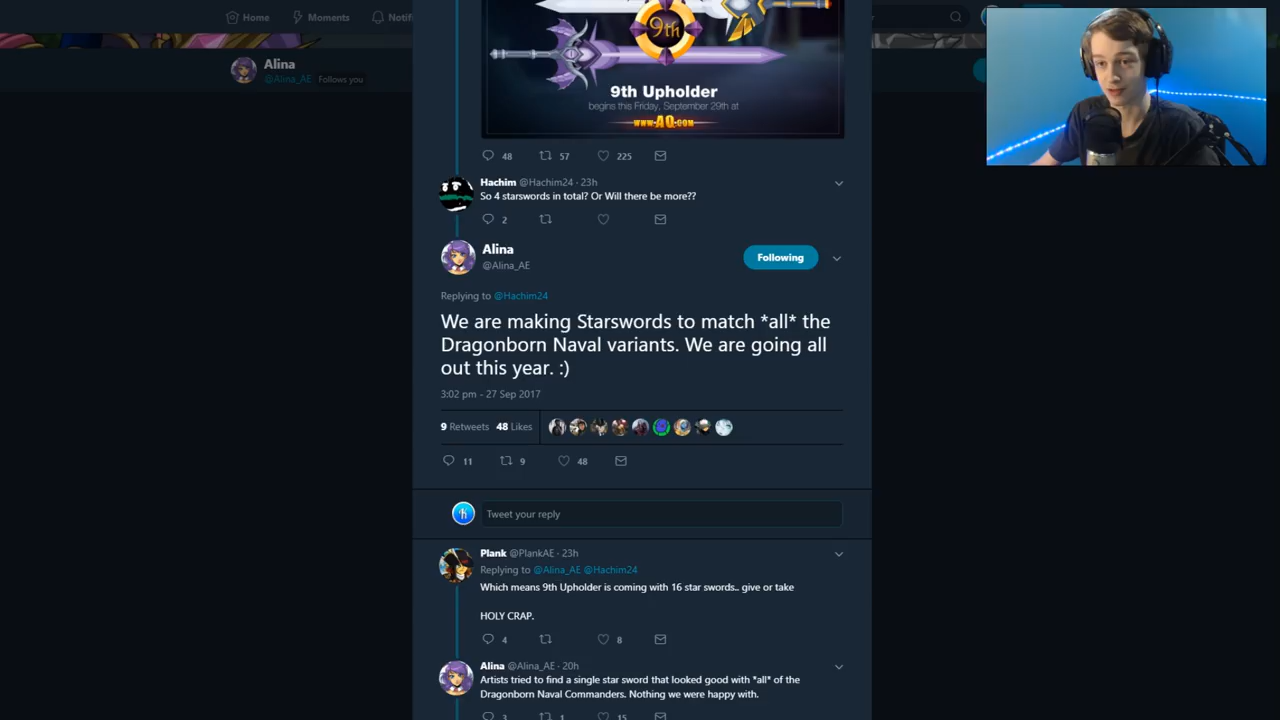 Home
Moments
Notif
Alina
@Alina_AE Follows you
9th
9th Upholder
begins this Friday, September 29th at
www.AQ.com
48 57 225
Hachim @Hachim24 · 23h
So 4 starswords in total? Or Will there be more??
2
Alina
@Alina_AE
Following
Replying to @Hachim24
We are making Starswords to match *all* the
Dragonborn Naval variants. We are going all
out this year. :)
3:02 pm - 27 Sep 2017
9 Retweets 48 Likes
11 9 48
Tweet your reply
Plank @PlankAE · 23h
Replying to @Alina_AE @Hachim24
Which means 9th Upholder is coming with 16 star swords.. give or take
HOLY CRAP.
4 8
Alina @Alina_AE · 20h
Artists tried to find a single star sword that looked good with *all* of the
Dragonborn Naval Commanders. Nothing we were happy with.
3 1 15